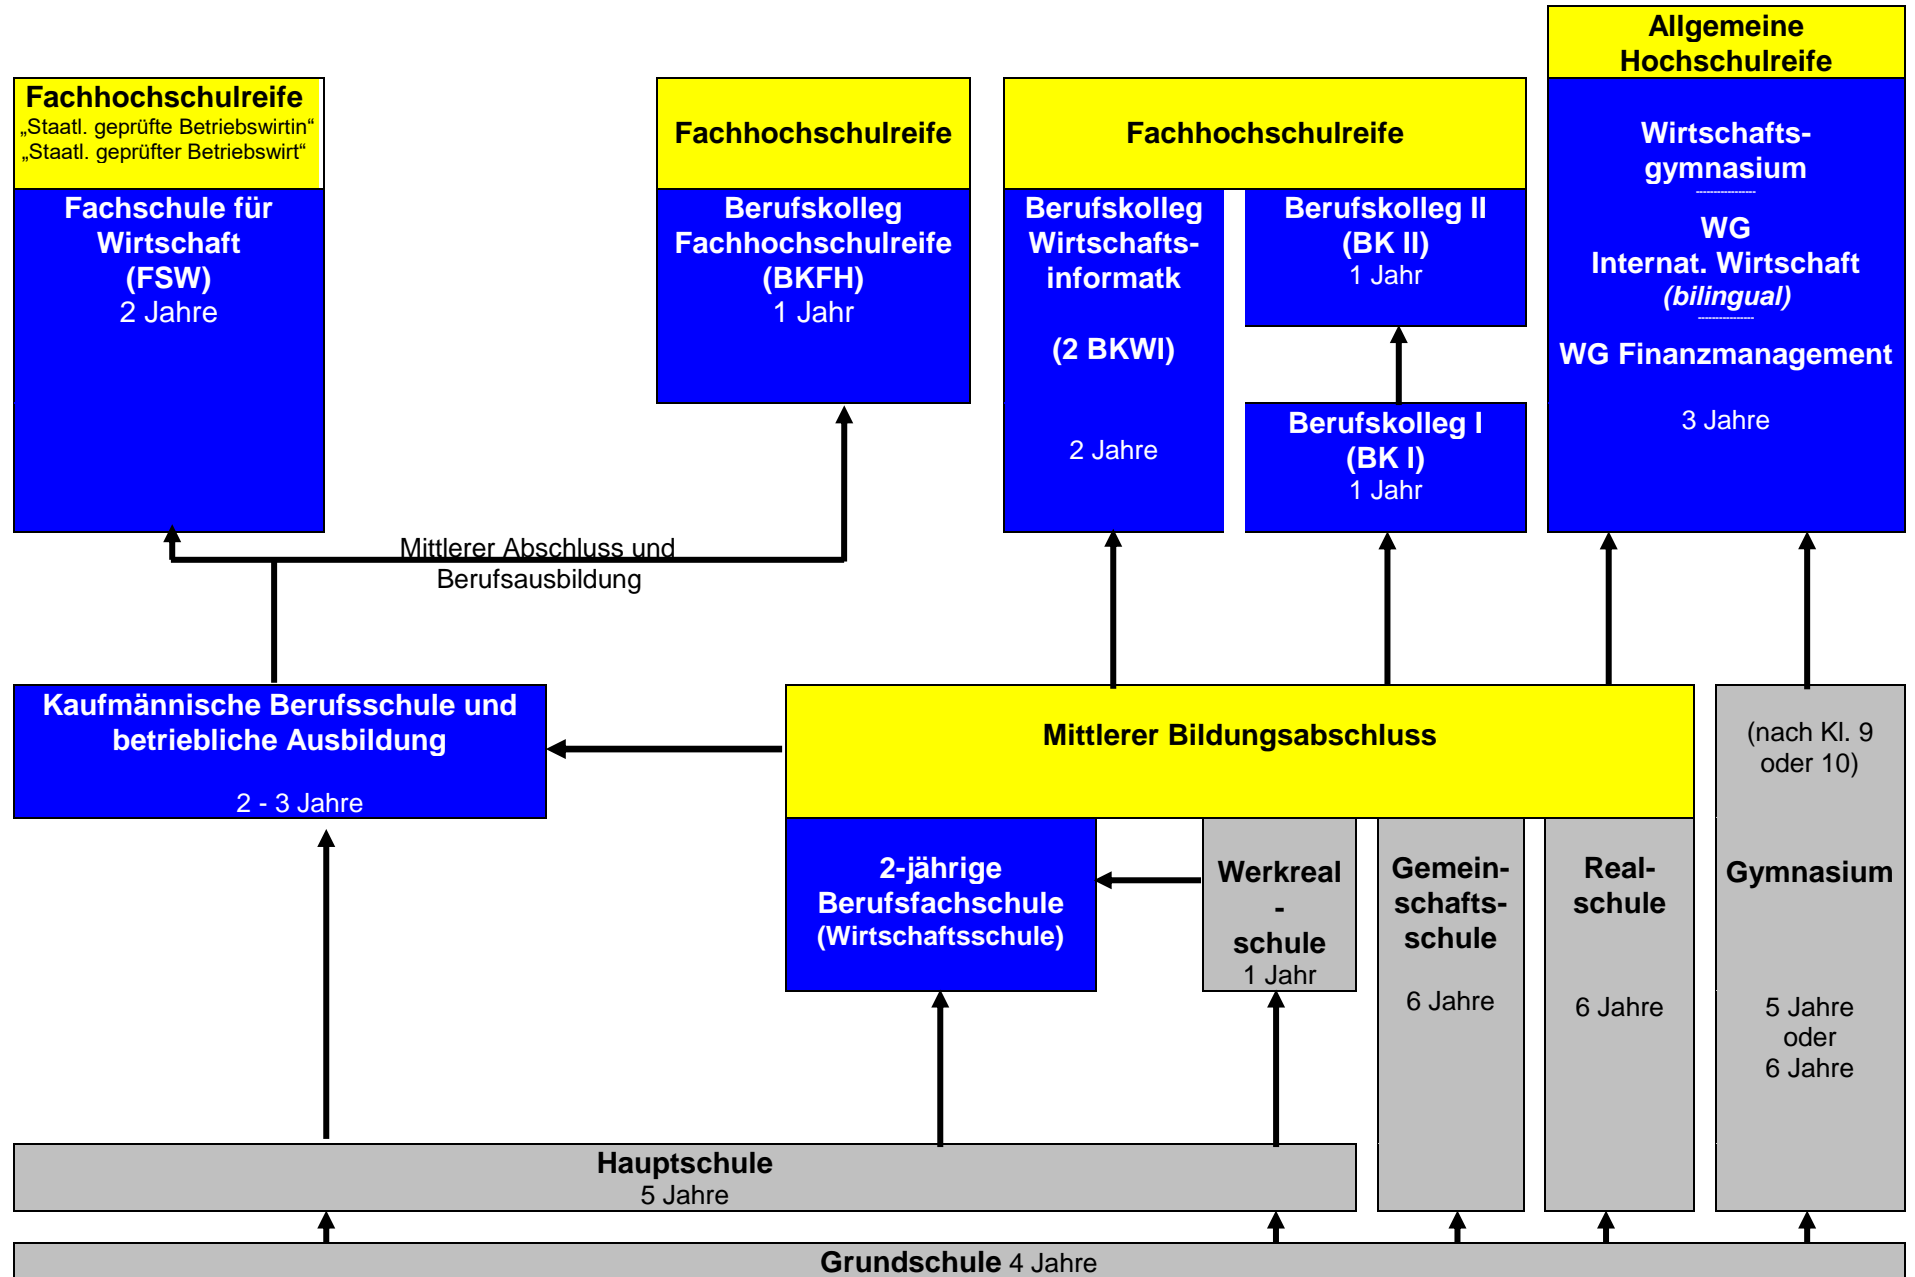 Allgemeine
Hochschulreife
Fachhochschulreife
„Staatl. geprüfte Betriebswirtin“
„Staatl. geprüfter Betriebswirt“
Fachhochschulreife
Fachhochschulreife
Wirtschafts-
gymnasium
-----------------
WG
Internat. Wirtschaft
(bilingual)
----------------
WG Finanzmanagement
3 Jahre
Fachschule für
Wirtschaft
(FSW)
2 Jahre
Berufskolleg
Fachhochschulreife
(BKFH)
1 Jahr
Berufskolleg
Wirtschafts-
informatk
(2 BKWI)
2 Jahre
Berufskolleg II
(BK II)
1 Jahr
Berufskolleg I
(BK I)
1 Jahr
Mittlerer Abschluss und
Berufsausbildung
Kaufmännische Berufsschule und
betriebliche Ausbildung
2 - 3 Jahre
Mittlerer Bildungsabschluss
(nach Kl. 9
oder 10)
Gymnasium
5 Jahre
oder
6 Jahre
2-jährige
Berufsfachschule
(Wirtschaftsschule)
Werkreal
-
schule
1 Jahr
Gemein-
schafts-
schule
6 Jahre
Real-
schule
6 Jahre
Hauptschule
5 Jahre
Grundschule 4 Jahre